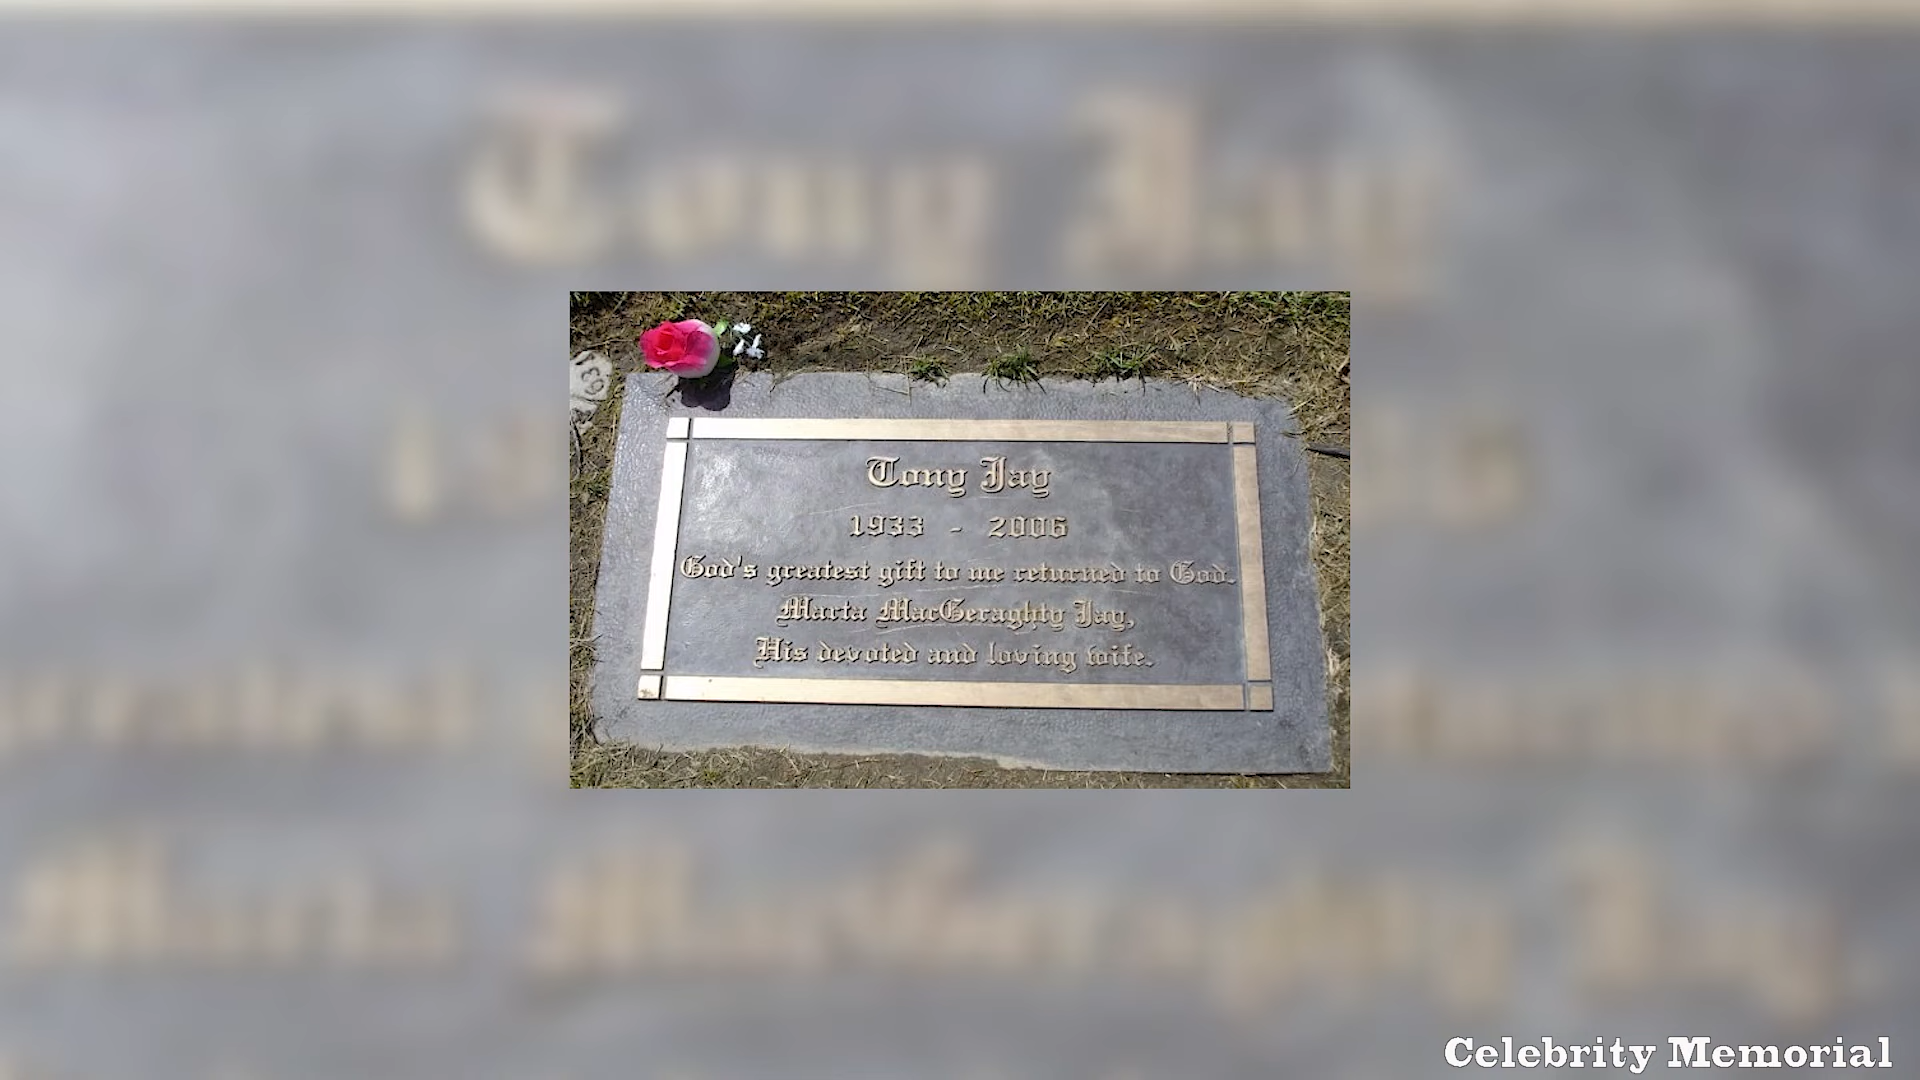 Tony Jay
1933 - 2006
God's greatest gift to me returned to God.
Marta MacGeraghty Jay,
His devoted and loving wife.
63
Celebrity Memorial